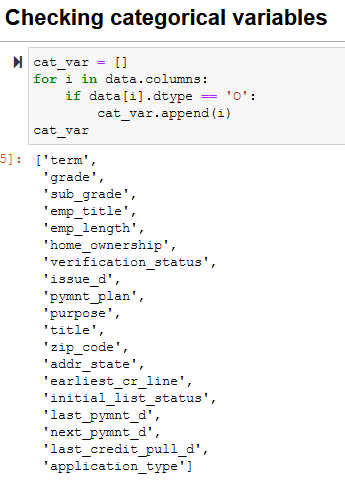 Checking categorical variables
cat_var = []
for i in data.columns:
    if data[i].dtype == 'O':
        cat_var.append(i)
cat_var
5]: ['term',
 'grade',
 'sub_grade',
 'emp_title',
 'emp_length',
 'home_ownership',
 'verification_status',
 'issue_d',
 'pymnt_plan',
 'purpose',
 'title',
 'zip_code',
 'addr_state',
 'earliest_cr_line',
 'initial_list_status',
 'last_pymnt_d',
 'next_pymnt_d',
 'last_credit_pull_d',
 'application_type']